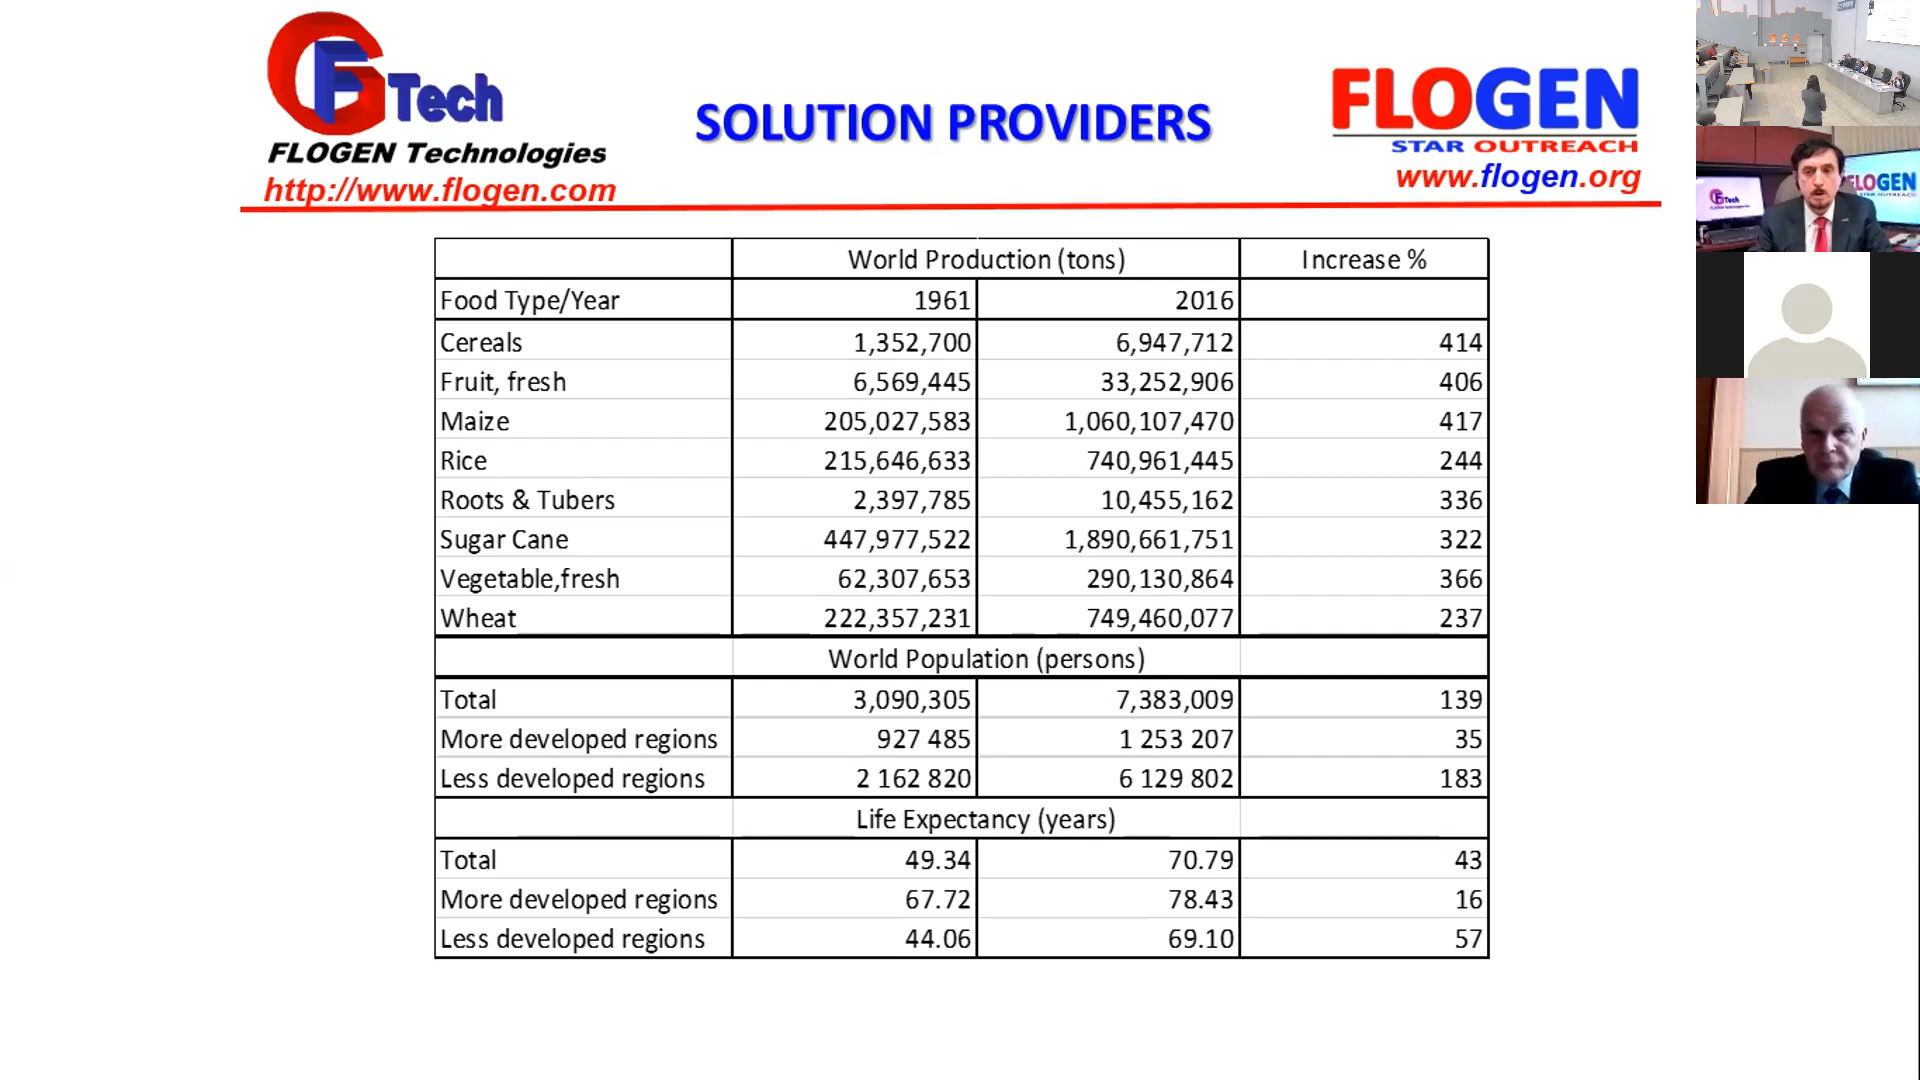 GF Tech
FLOGEN Technologies
http://www.flogen.com
SOLUTION PROVIDERS
FLOGEN
STAR OUTREACH
www.flogen.org
World Production (tons) Increase %
Food Type/Year 1961 2016
Cereals 1,352,700 6,947,712 414
Fruit, fresh 6,569,445 33,252,906 406
Maize 205,027,583 1,060,107,470 417
Rice 215,646,633 740,961,445 244
Roots & Tubers 2,397,785 10,455,162 336
Sugar Cane 447,977,522 1,890,661,751 322
Vegetable,fresh 62,307,653 290,130,864 366
Wheat 222,357,231 749,460,077 237
World Population (persons)
Total 3,090,305 7,383,009 139
More developed regions 927 485 1 253 207 35
Less developed regions 2 162 820 6 129 802 183
Life Expectancy (years)
Total 49.34 70.79 43
More developed regions 67.72 78.43 16
Less developed regions 44.06 69.10 57
Tech
FLOGEN